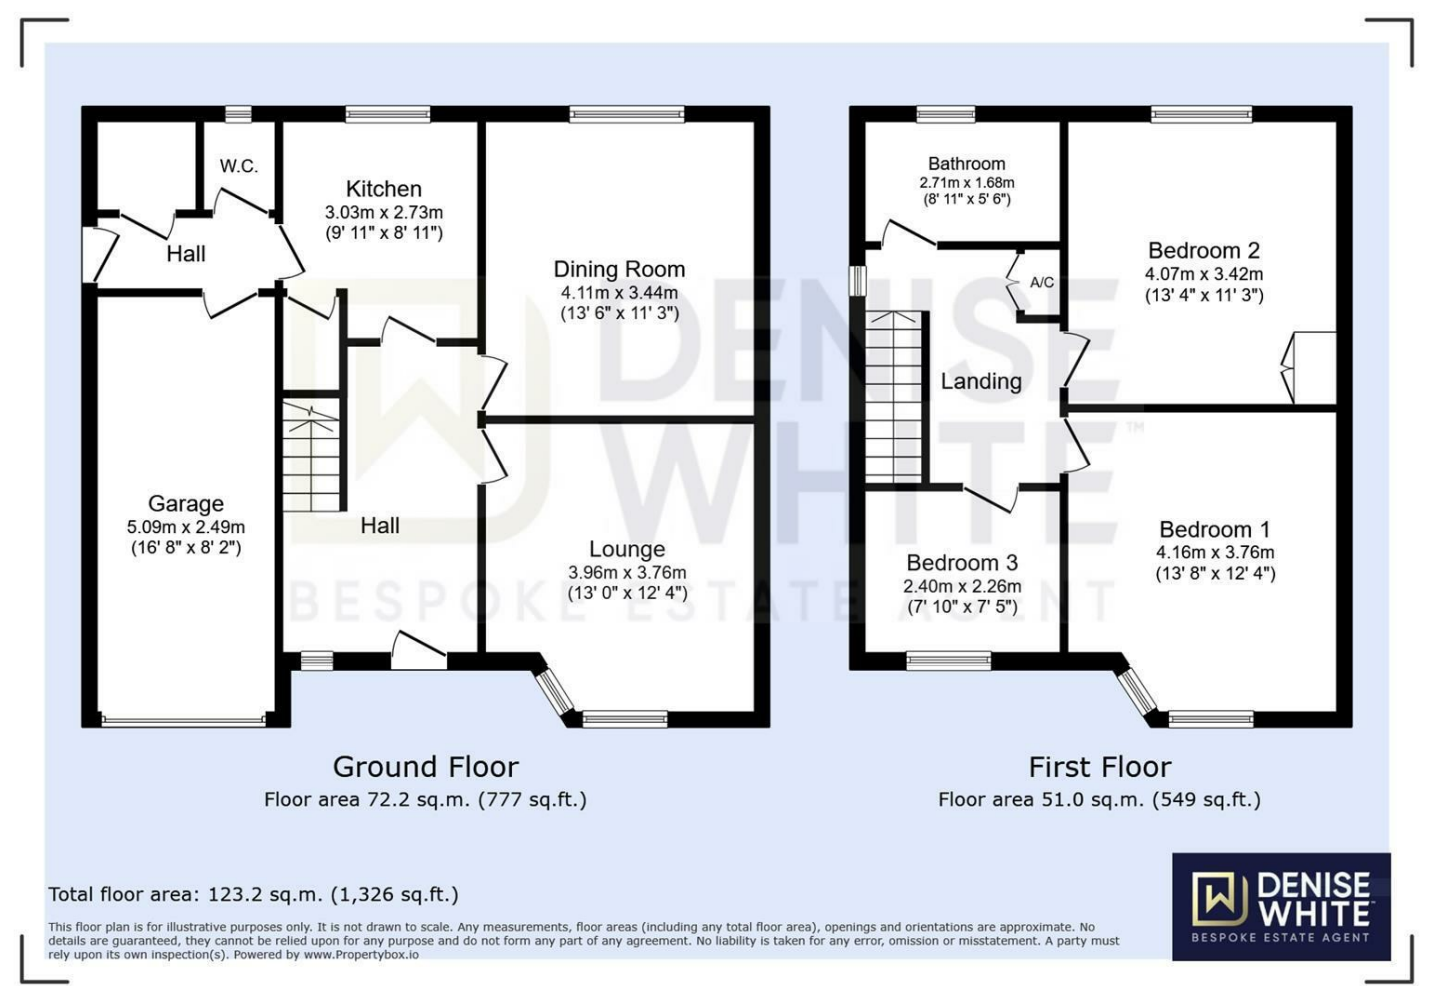 W.C.
Kitchen
3.03m x 2.73m
(9' 11" x 8' 11")
Hall
Dining Room
4.11m x 3.44m
(13' 6" x 11' 3")
Garage
5.09m x 2.49m
(16' 8" x 8' 2")
Hall
Lounge
3.96m x 3.76m
(13' 0" x 12' 4")
Bathroom
2.71m x 1.68m
(8' 11" x 5' 6")
A/C
Bedroom 2
4.07m x 3.42m
(13' 4" x 11' 3")
Landing
Bedroom 1
4.16m x 3.76m
(13' 8" x 12' 4")
Bedroom 3
2.40m x 2.26m
(7' 10" x 7' 5")
DENISE
WHITE™
BESPOKE ESTATE AGENT
Ground Floor
Floor area 72.2 sq.m. (777 sq.ft.)
First Floor
Floor area 51.0 sq.m. (549 sq.ft.)
Total floor area: 123.2 sq.m. (1,326 sq.ft.)
This floor plan is for illustrative purposes only. It is not drawn to scale. Any measurements, floor areas (including any total floor area), openings and orientations are approximate. No
details are guaranteed, they cannot be relied upon for any purpose and do not form any part of any agreement. No liability is taken for any error, omission or misstatement. A party must
rely upon its own inspection(s). Powered by www.Propertybox.io
DENISE
WHITE™
BESPOKE ESTATE AGENT